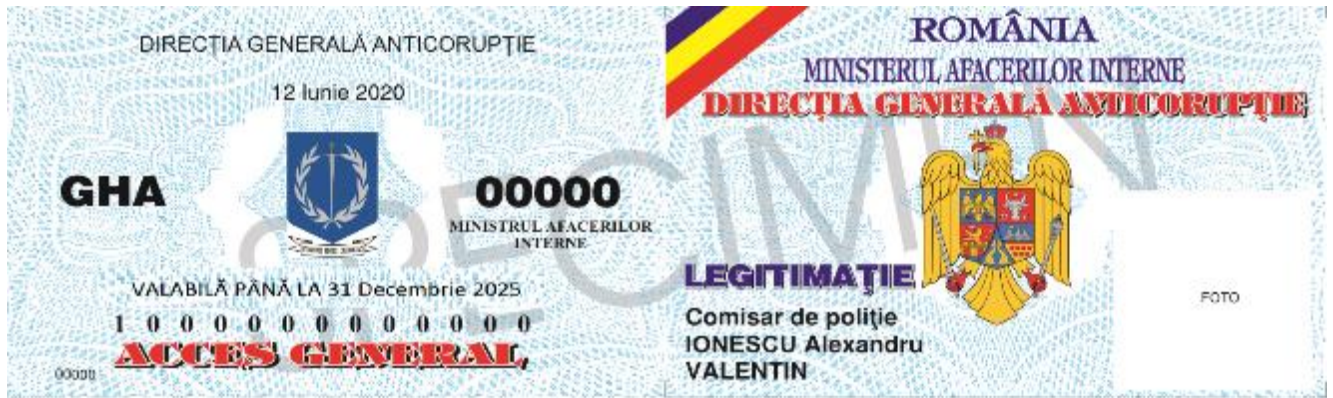 DIRECȚIA GENERALĂ ANTICORUPȚIE
12 Iunie 2020
GHA
00000
MINISTRUL AFACERILOR
INTERNE
VALABILĂ PÂNĂ LA 31 Decembrie 2025
1 0 0 0 0 0 0 0 0 0 0 0 0
ACCES GENERAL
00000
ROMÂNIA
MINISTERUL AFACERILOR INTERNE
DIRECȚIA GENERALĂ ANTICORUPȚIE
LEGITIMAȚIE
Comisar de poliție
IONESCU Alexandru
VALENTIN
FOTO
SPECIMEN